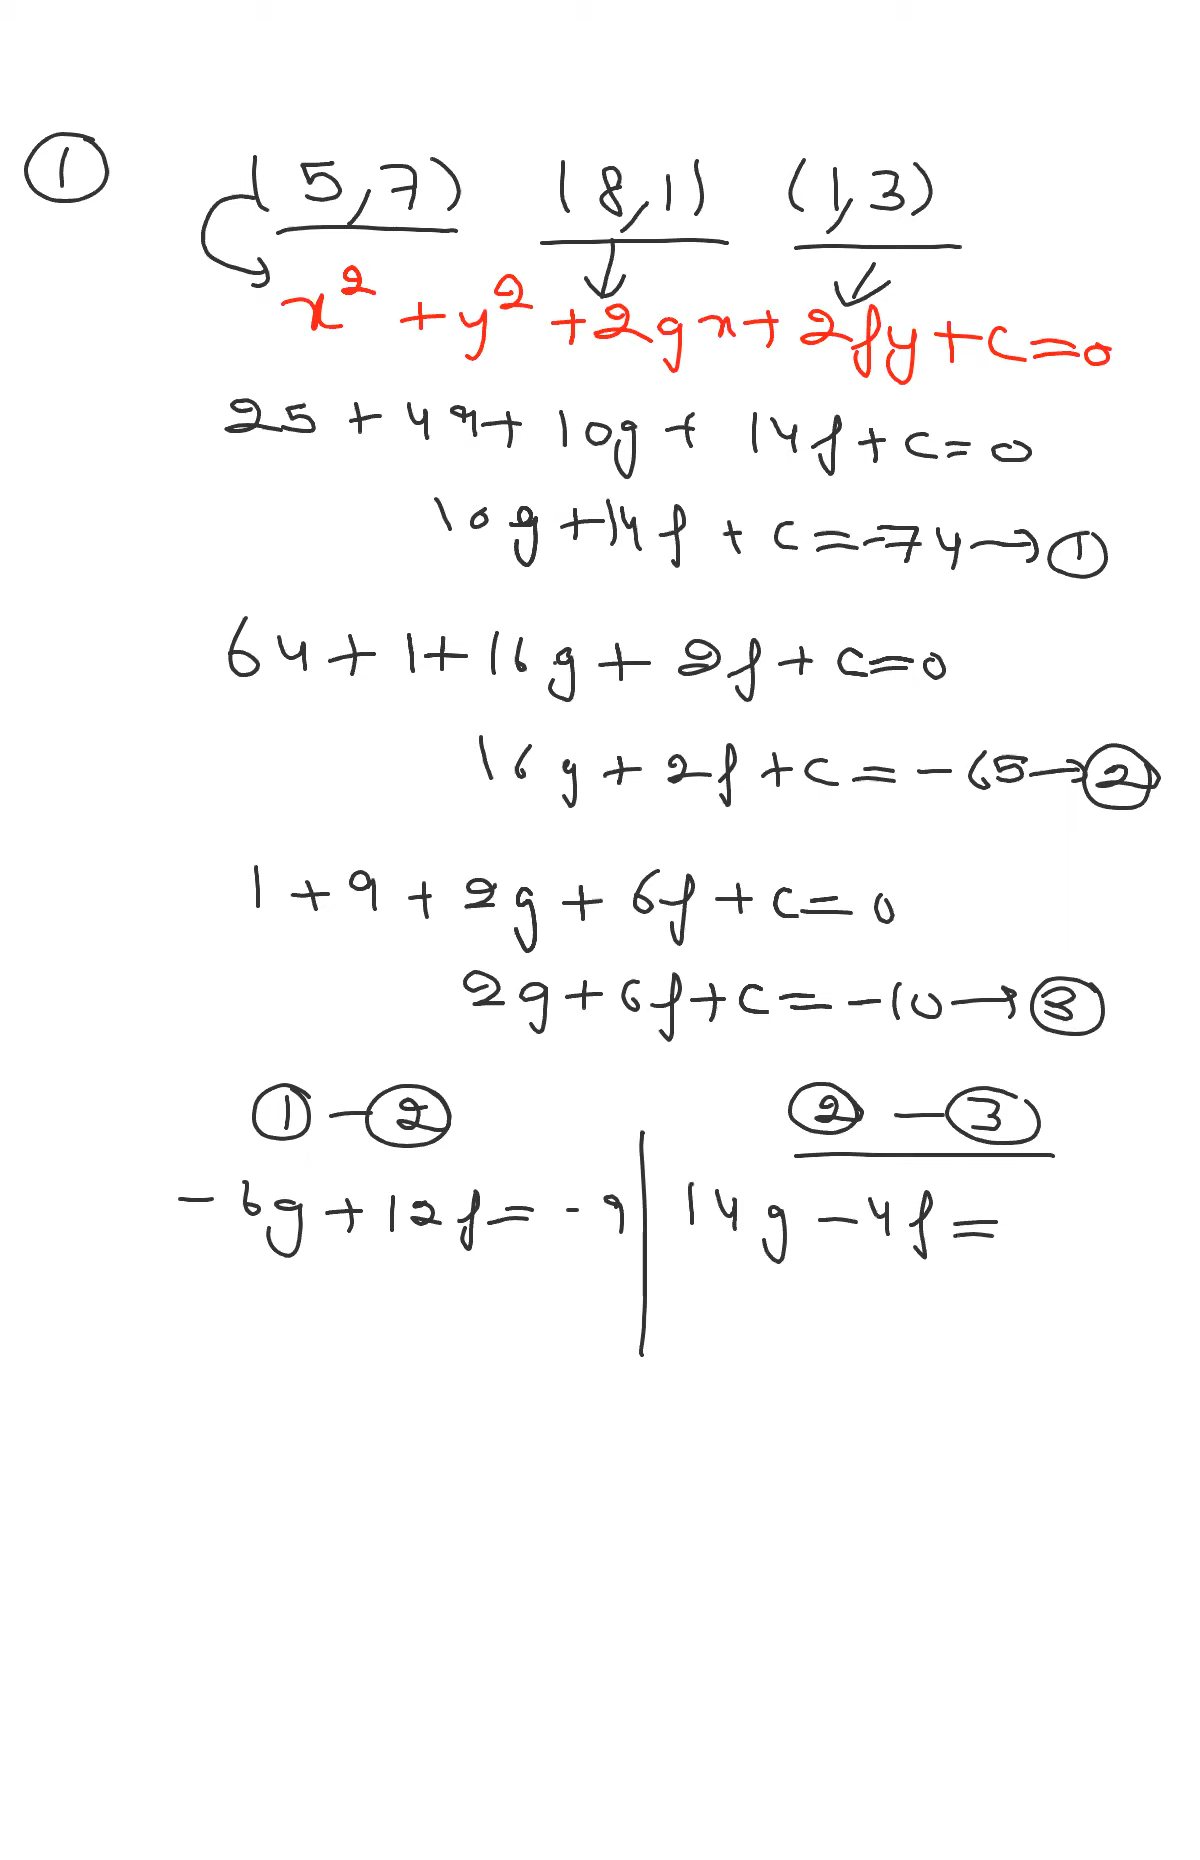 ① (5,7) (8,1) (1,3)
x² + y² + 2gx + 2fy + c = 0
25 + 49 + 10g + 14f + c = 0
10g + 14f + c = -74 → ①
64 + 1 + 16g + 2f + c = 0
16g + 2f + c = -65 → ②
1 + 9 + 2g + 6f + c = 0
2g + 6f + c = -10 → ③
① - ② ② - ③
-6g + 12f = -9 | 14g - 4f =